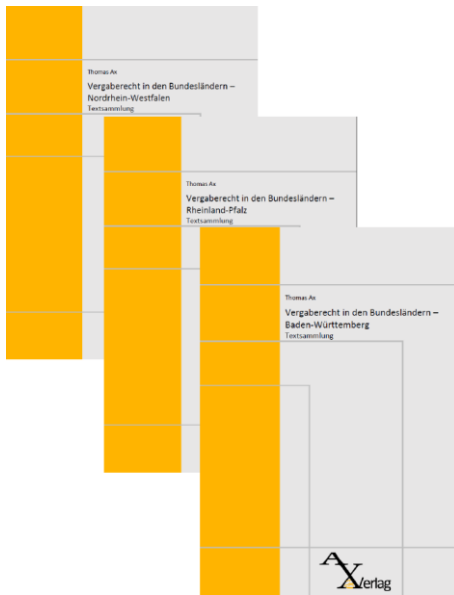 Thomas Ax
Vergaberecht in den Bundesländern –
Nordrhein-Westfalen
Textsammlung
Thomas Ax
Vergaberecht in den Bundesländern –
Rheinland-Pfalz
Textsammlung
Thomas Ax
Vergaberecht in den Bundesländern –
Baden-Württemberg
Textsammlung
AX Verlag